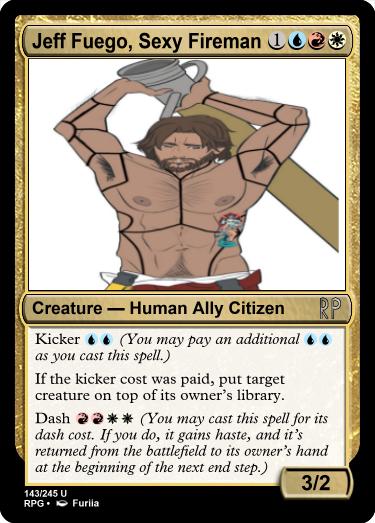 Jeff Fuego, Sexy Fireman 1
Creature — Human Ally Citizen RP
Kicker (You may pay an additional
as you cast this spell.)
If the kicker cost was paid, put target
creature on top of its owner's library.
Dash (You may cast this spell for its
dash cost. If you do, it gains haste, and it's
returned from the battlefield to its owner's hand
at the beginning of the next end step.)
3/2
143/245 U
RPG • Furiia